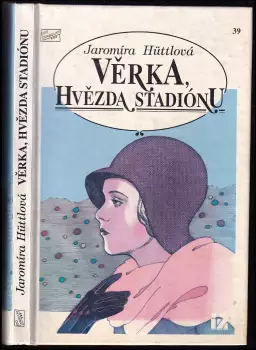 39
Jaromíra Hüttlová
VĚRKA,
HVĚZDA STADIÓNU
Jaromíra Hüttlová VĚRKA, HVĚZDA STADIÓNU